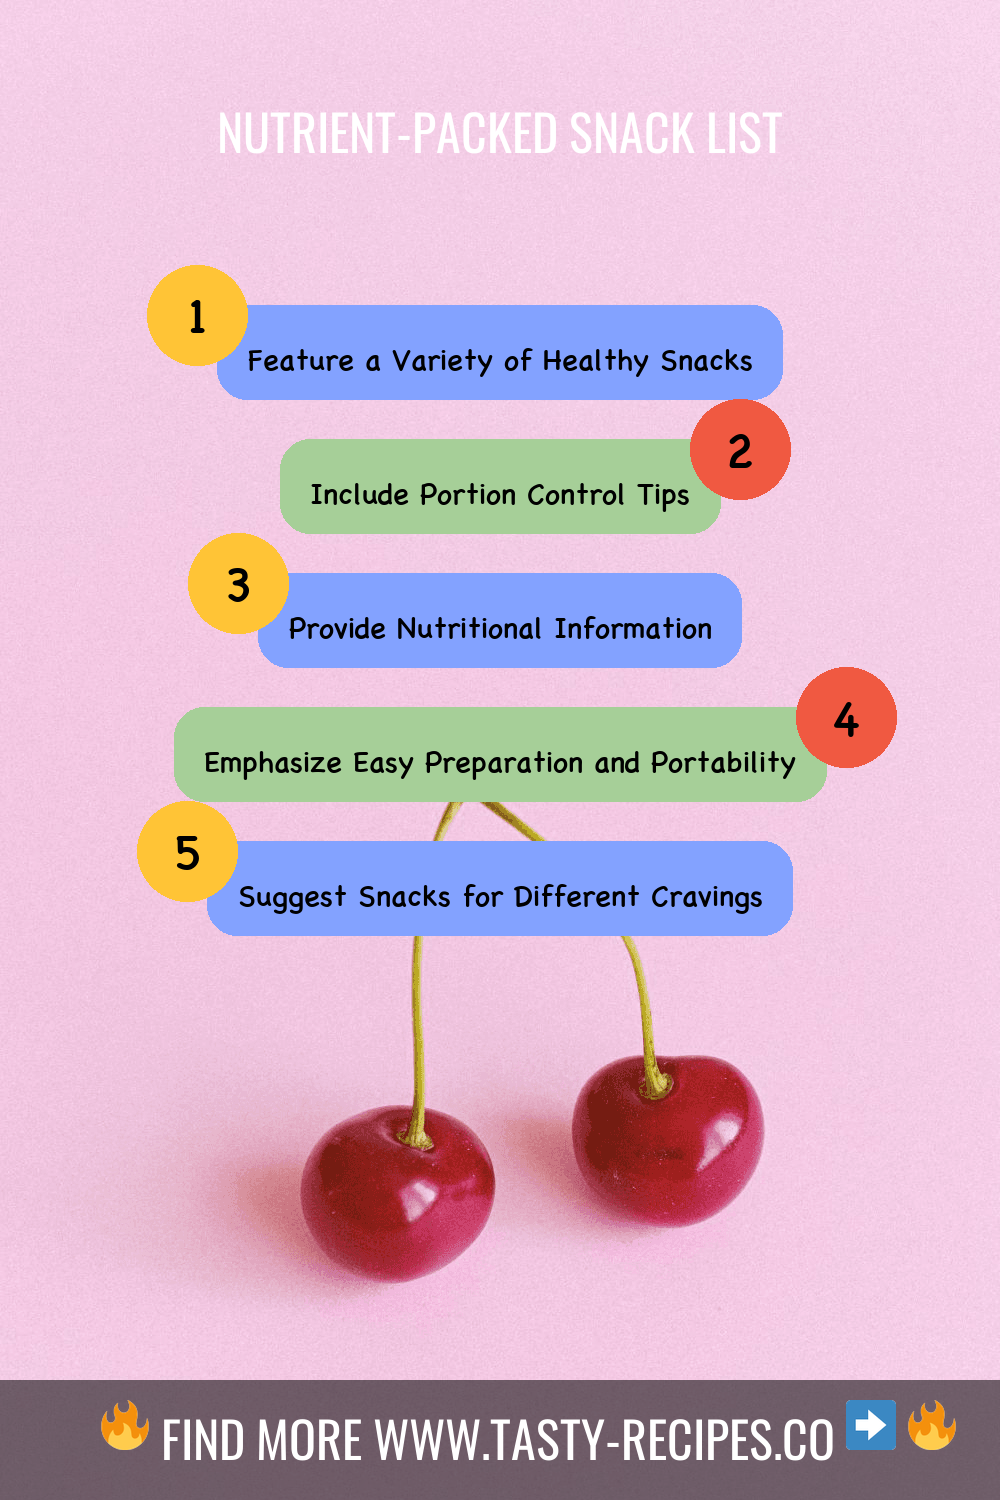 NUTRIENT-PACKED SNACK LIST
1
Feature a Variety of Healthy Snacks
2
Include Portion Control Tips
3
Provide Nutritional Information
4
Emphasize Easy Preparation and Portability
5
Suggest Snacks for Different Cravings
FIND MORE WWW.TASTY-RECIPES.CO